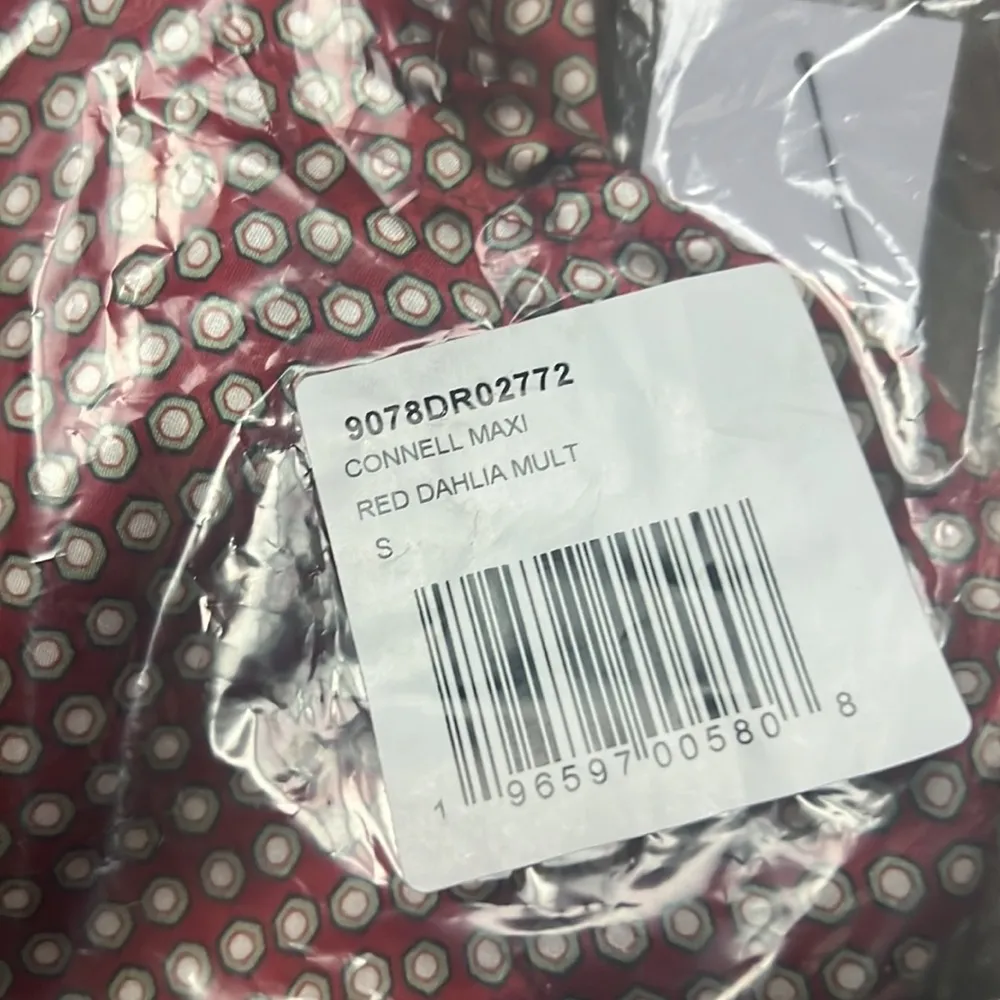 9078DR02772
CONNELL MAXI
RED DAHLIA MULT
S
1 96597 00580 8